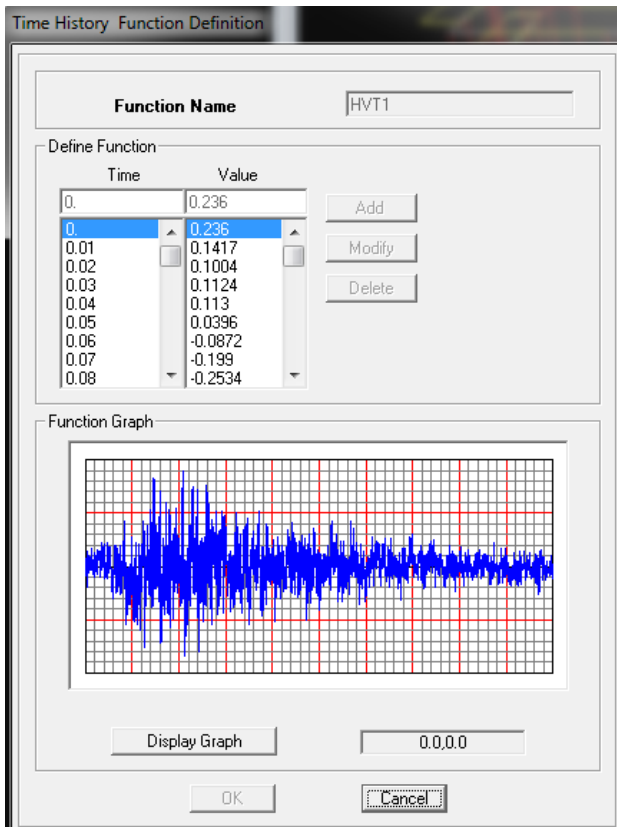 Time History Function Definition
Function Name HVT1
Define Function
Time Value
0. 0.236 Add
0. 0.236
0.01 0.1417
0.02 0.1004 Modify
0.03 0.1124
0.04 0.113 Delete
0.05 0.0396
0.06 -0.0872
0.07 -0.199
0.08 -0.2534
Function Graph
Display Graph 0.0,0.0
OK Cancel